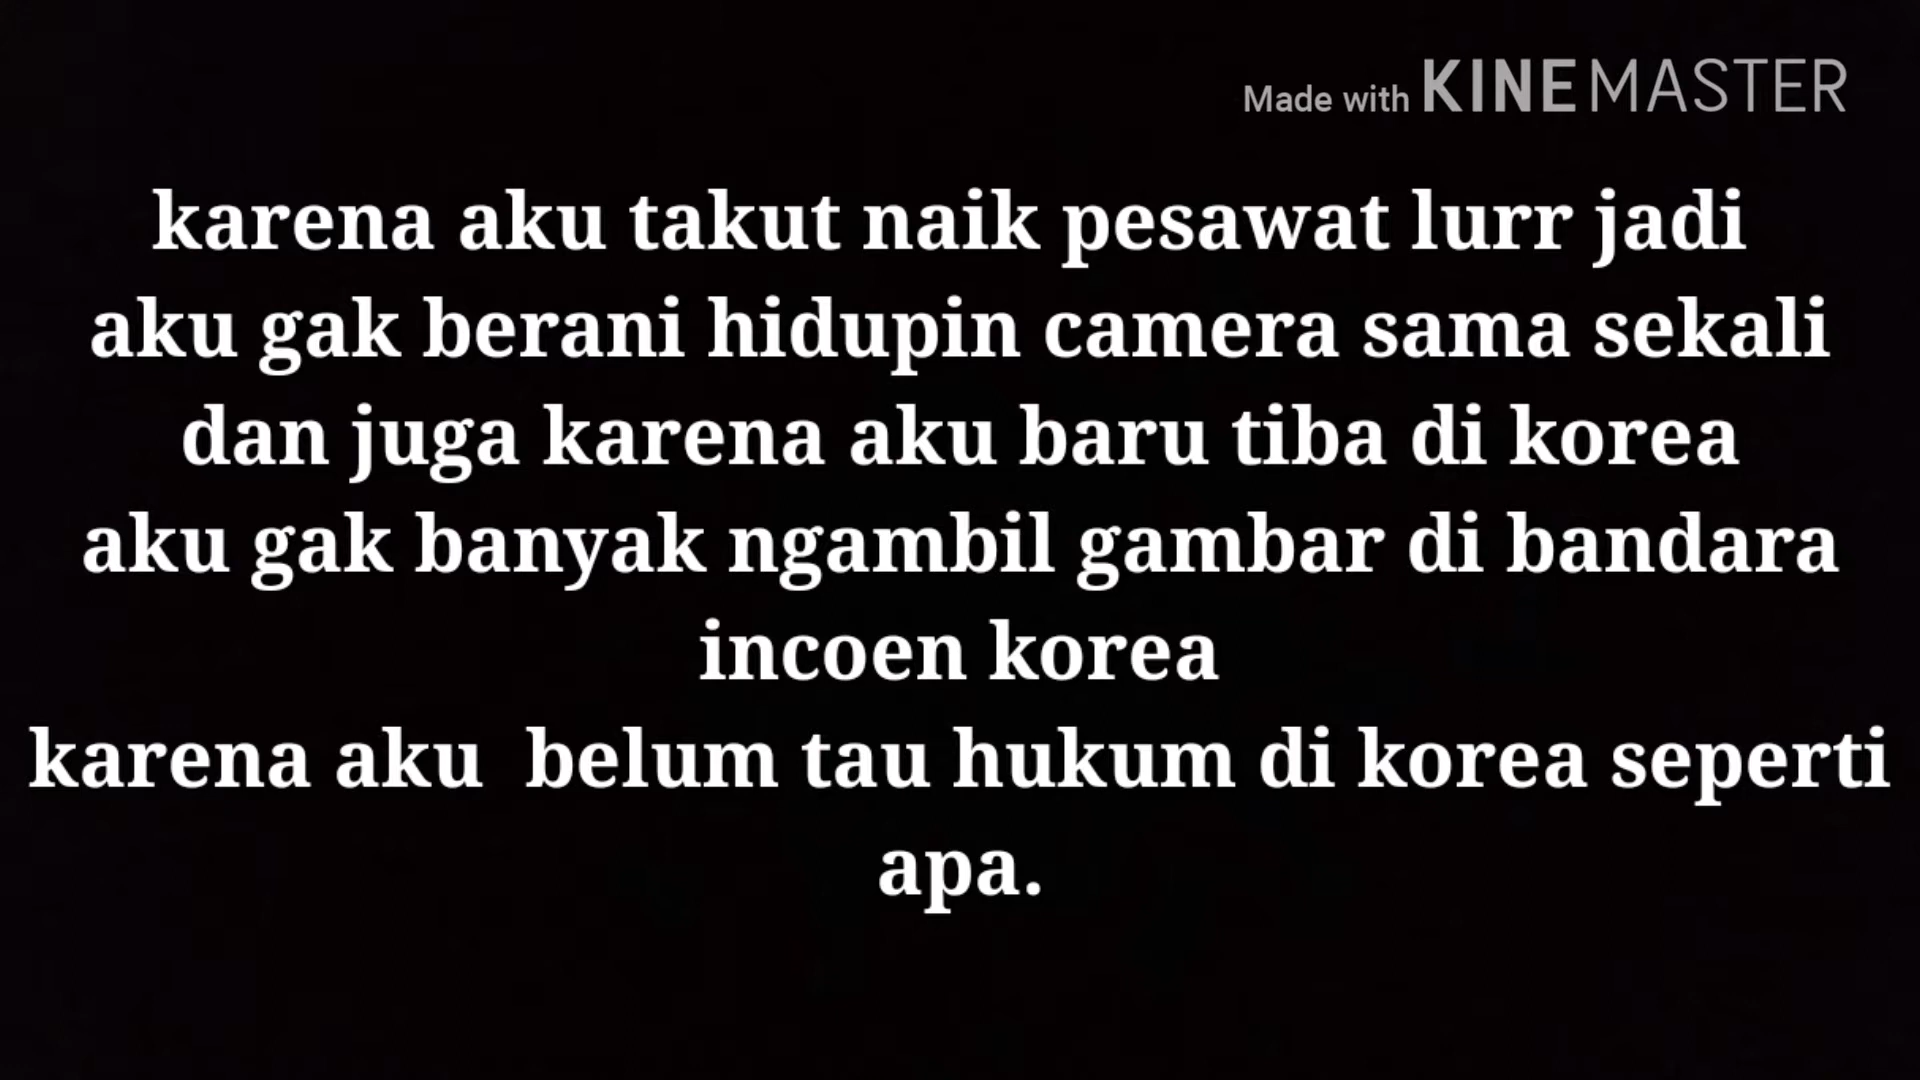 Made with KINEMASTER
karena aku takut naik pesawat lurr jadi
aku gak berani hidupin camera sama sekali
dan juga karena aku baru tiba di korea
aku gak banyak ngambil gambar di bandara
incoen korea
karena aku  belum tau hukum di korea seperti
apa.